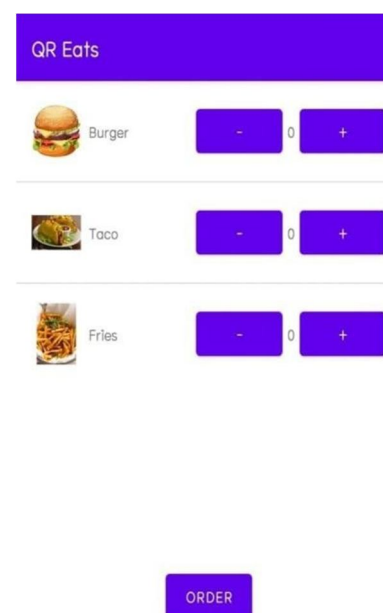 QR Eats
Burger - 0 +
Taco - 0 +
Fries - 0 +
ORDER